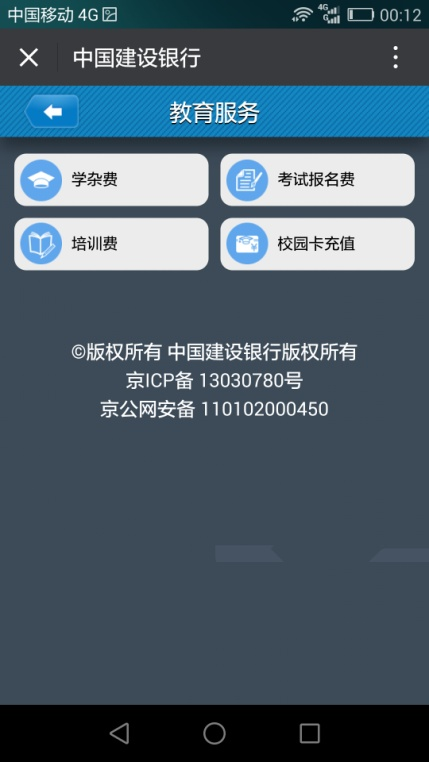 中国移动 4G 4G G 00:12
中国建设银行
教育服务
学杂费 考试报名费
培训费 校园卡充值
©版权所有 中国建设银行版权所有
京ICP备 13030780号
京公网安备 110102000450